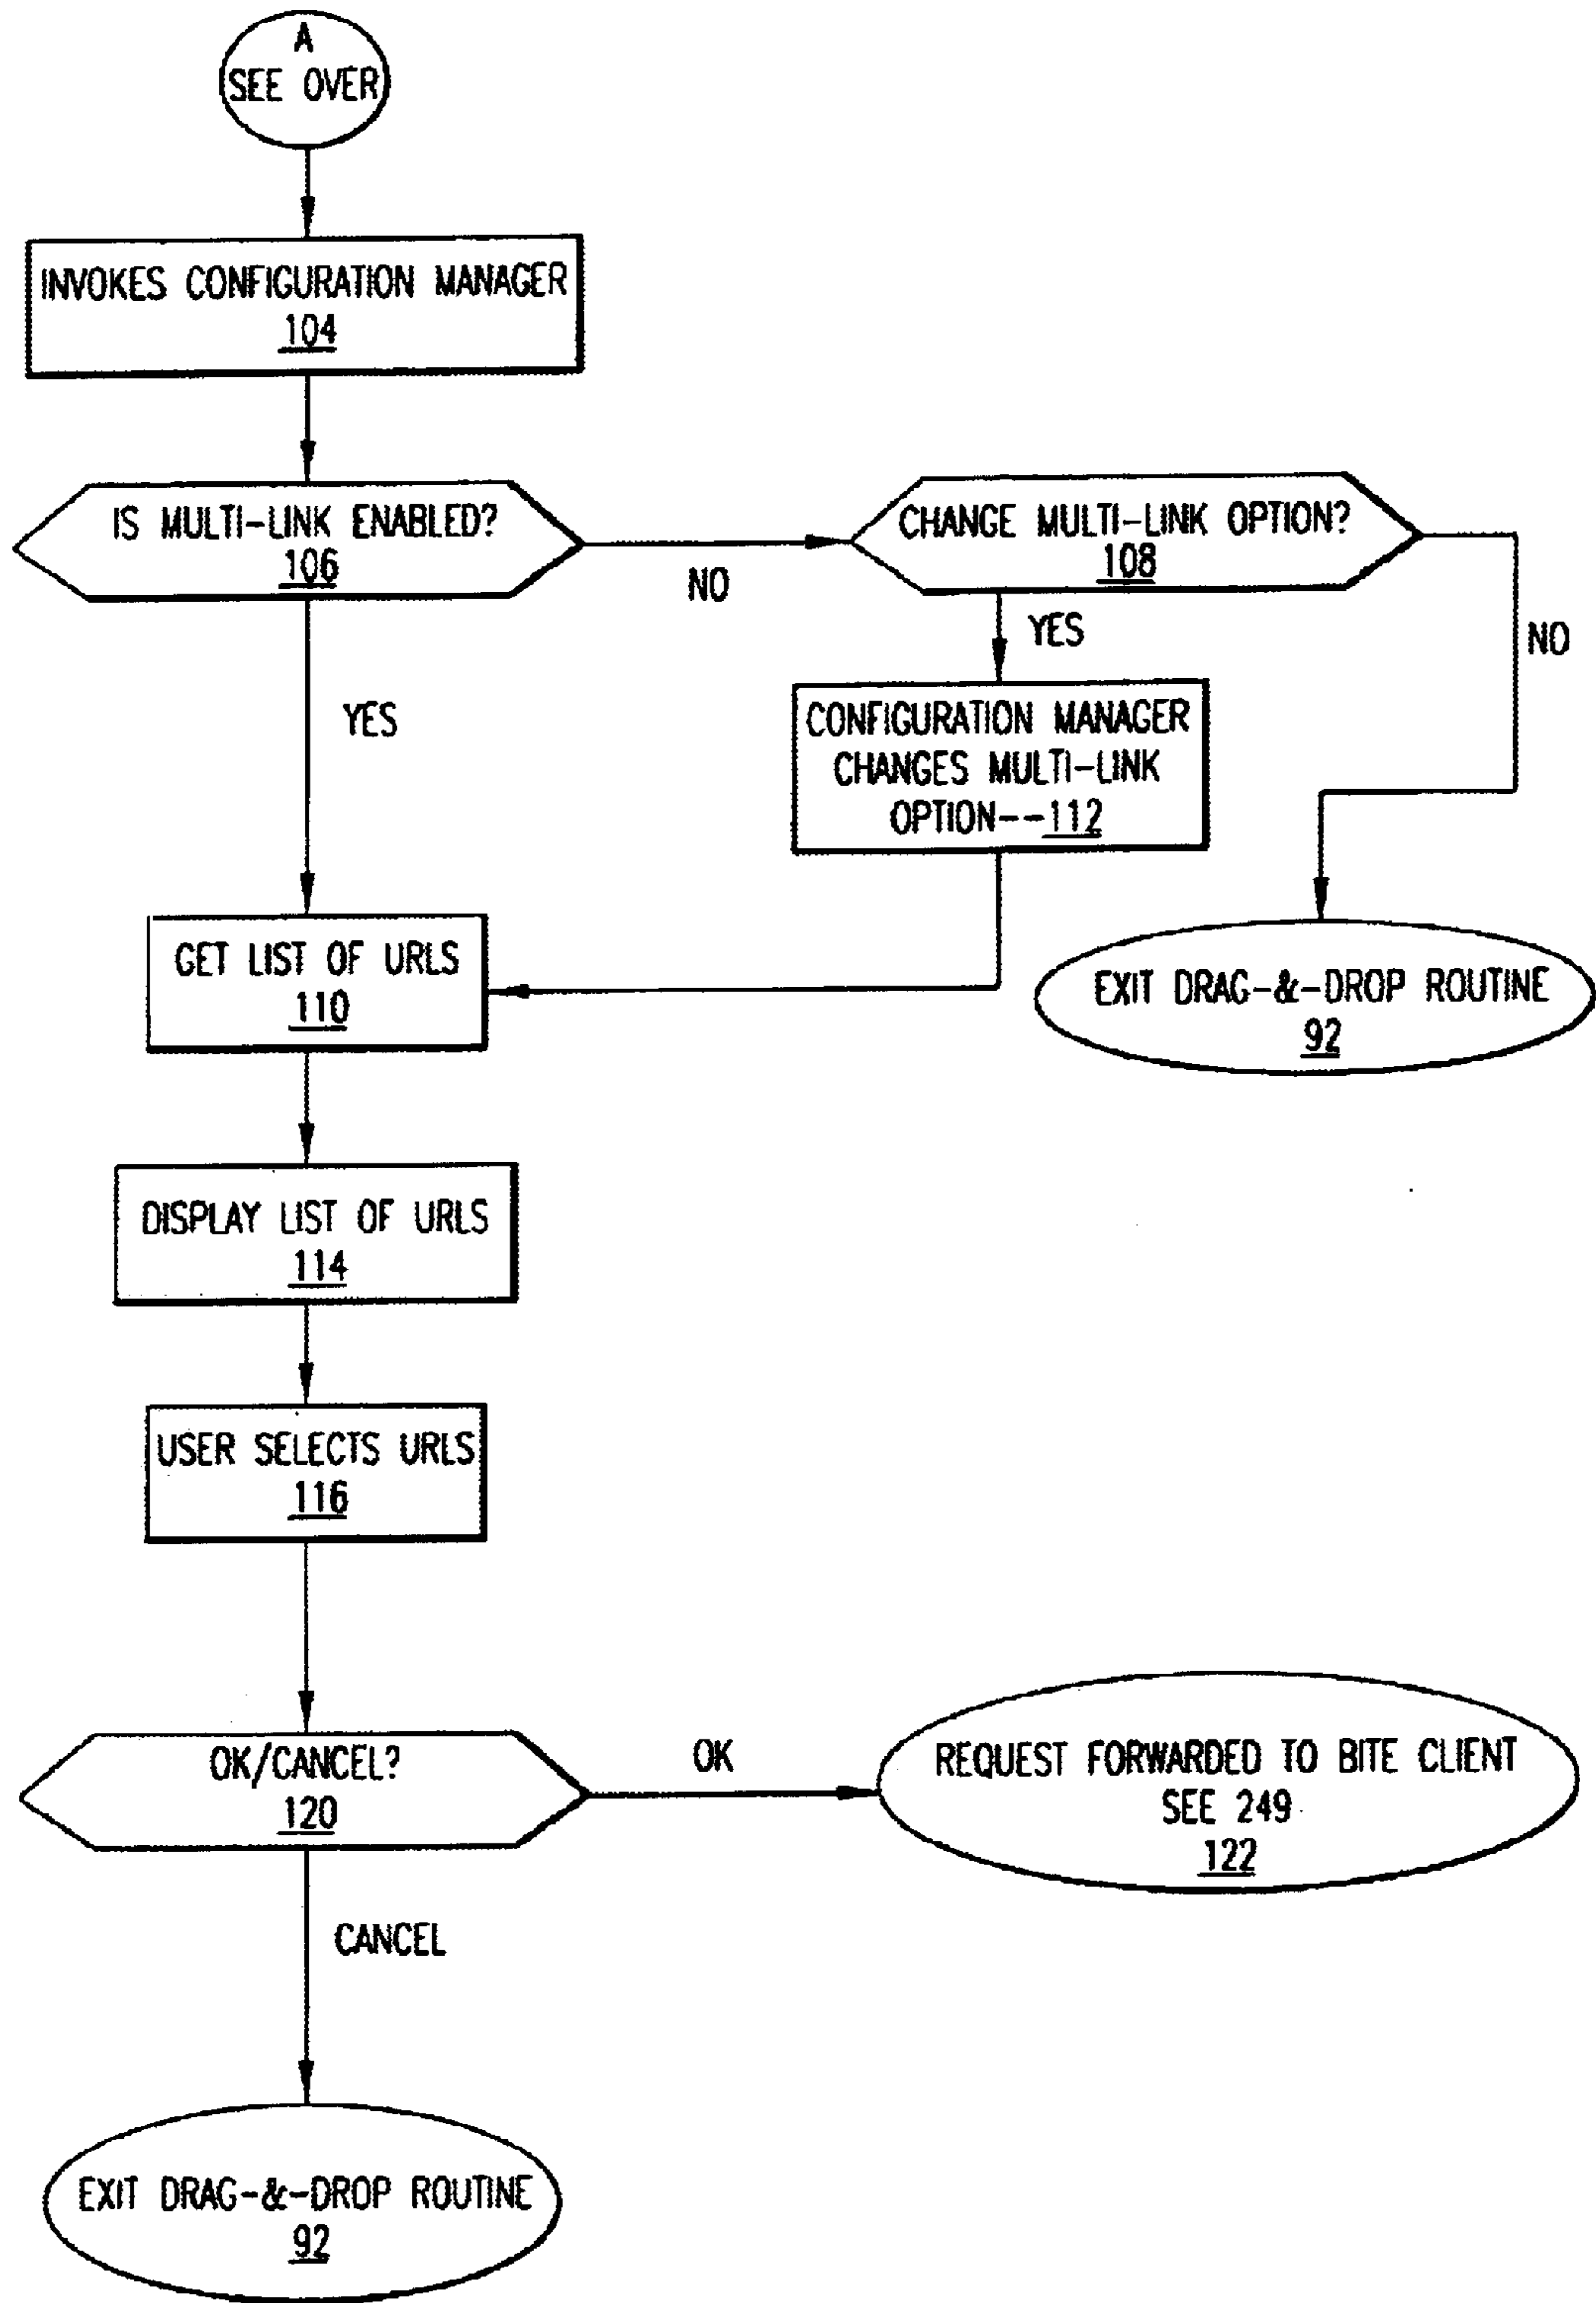 A
SEE OVER
INVOKES CONFIGURATION MANAGER
104
IS MULTI-LINK ENABLED?
106
NO
CHANGE MULTI-LINK OPTION?
108
YES
NO
YES
CONFIGURATION MANAGER
CHANGES MULTI-LINK
OPTION--112
GET LIST OF URLS
110
EXIT DRAG-&-DROP ROUTINE
92
DISPLAY LIST OF URLS
114
USER SELECTS URLS
116
OK/CANCEL?
120
OK
REQUEST FORWARDED TO BITE CLIENT
SEE 249
122
CANCEL
EXIT DRAG-&-DROP ROUTINE
92